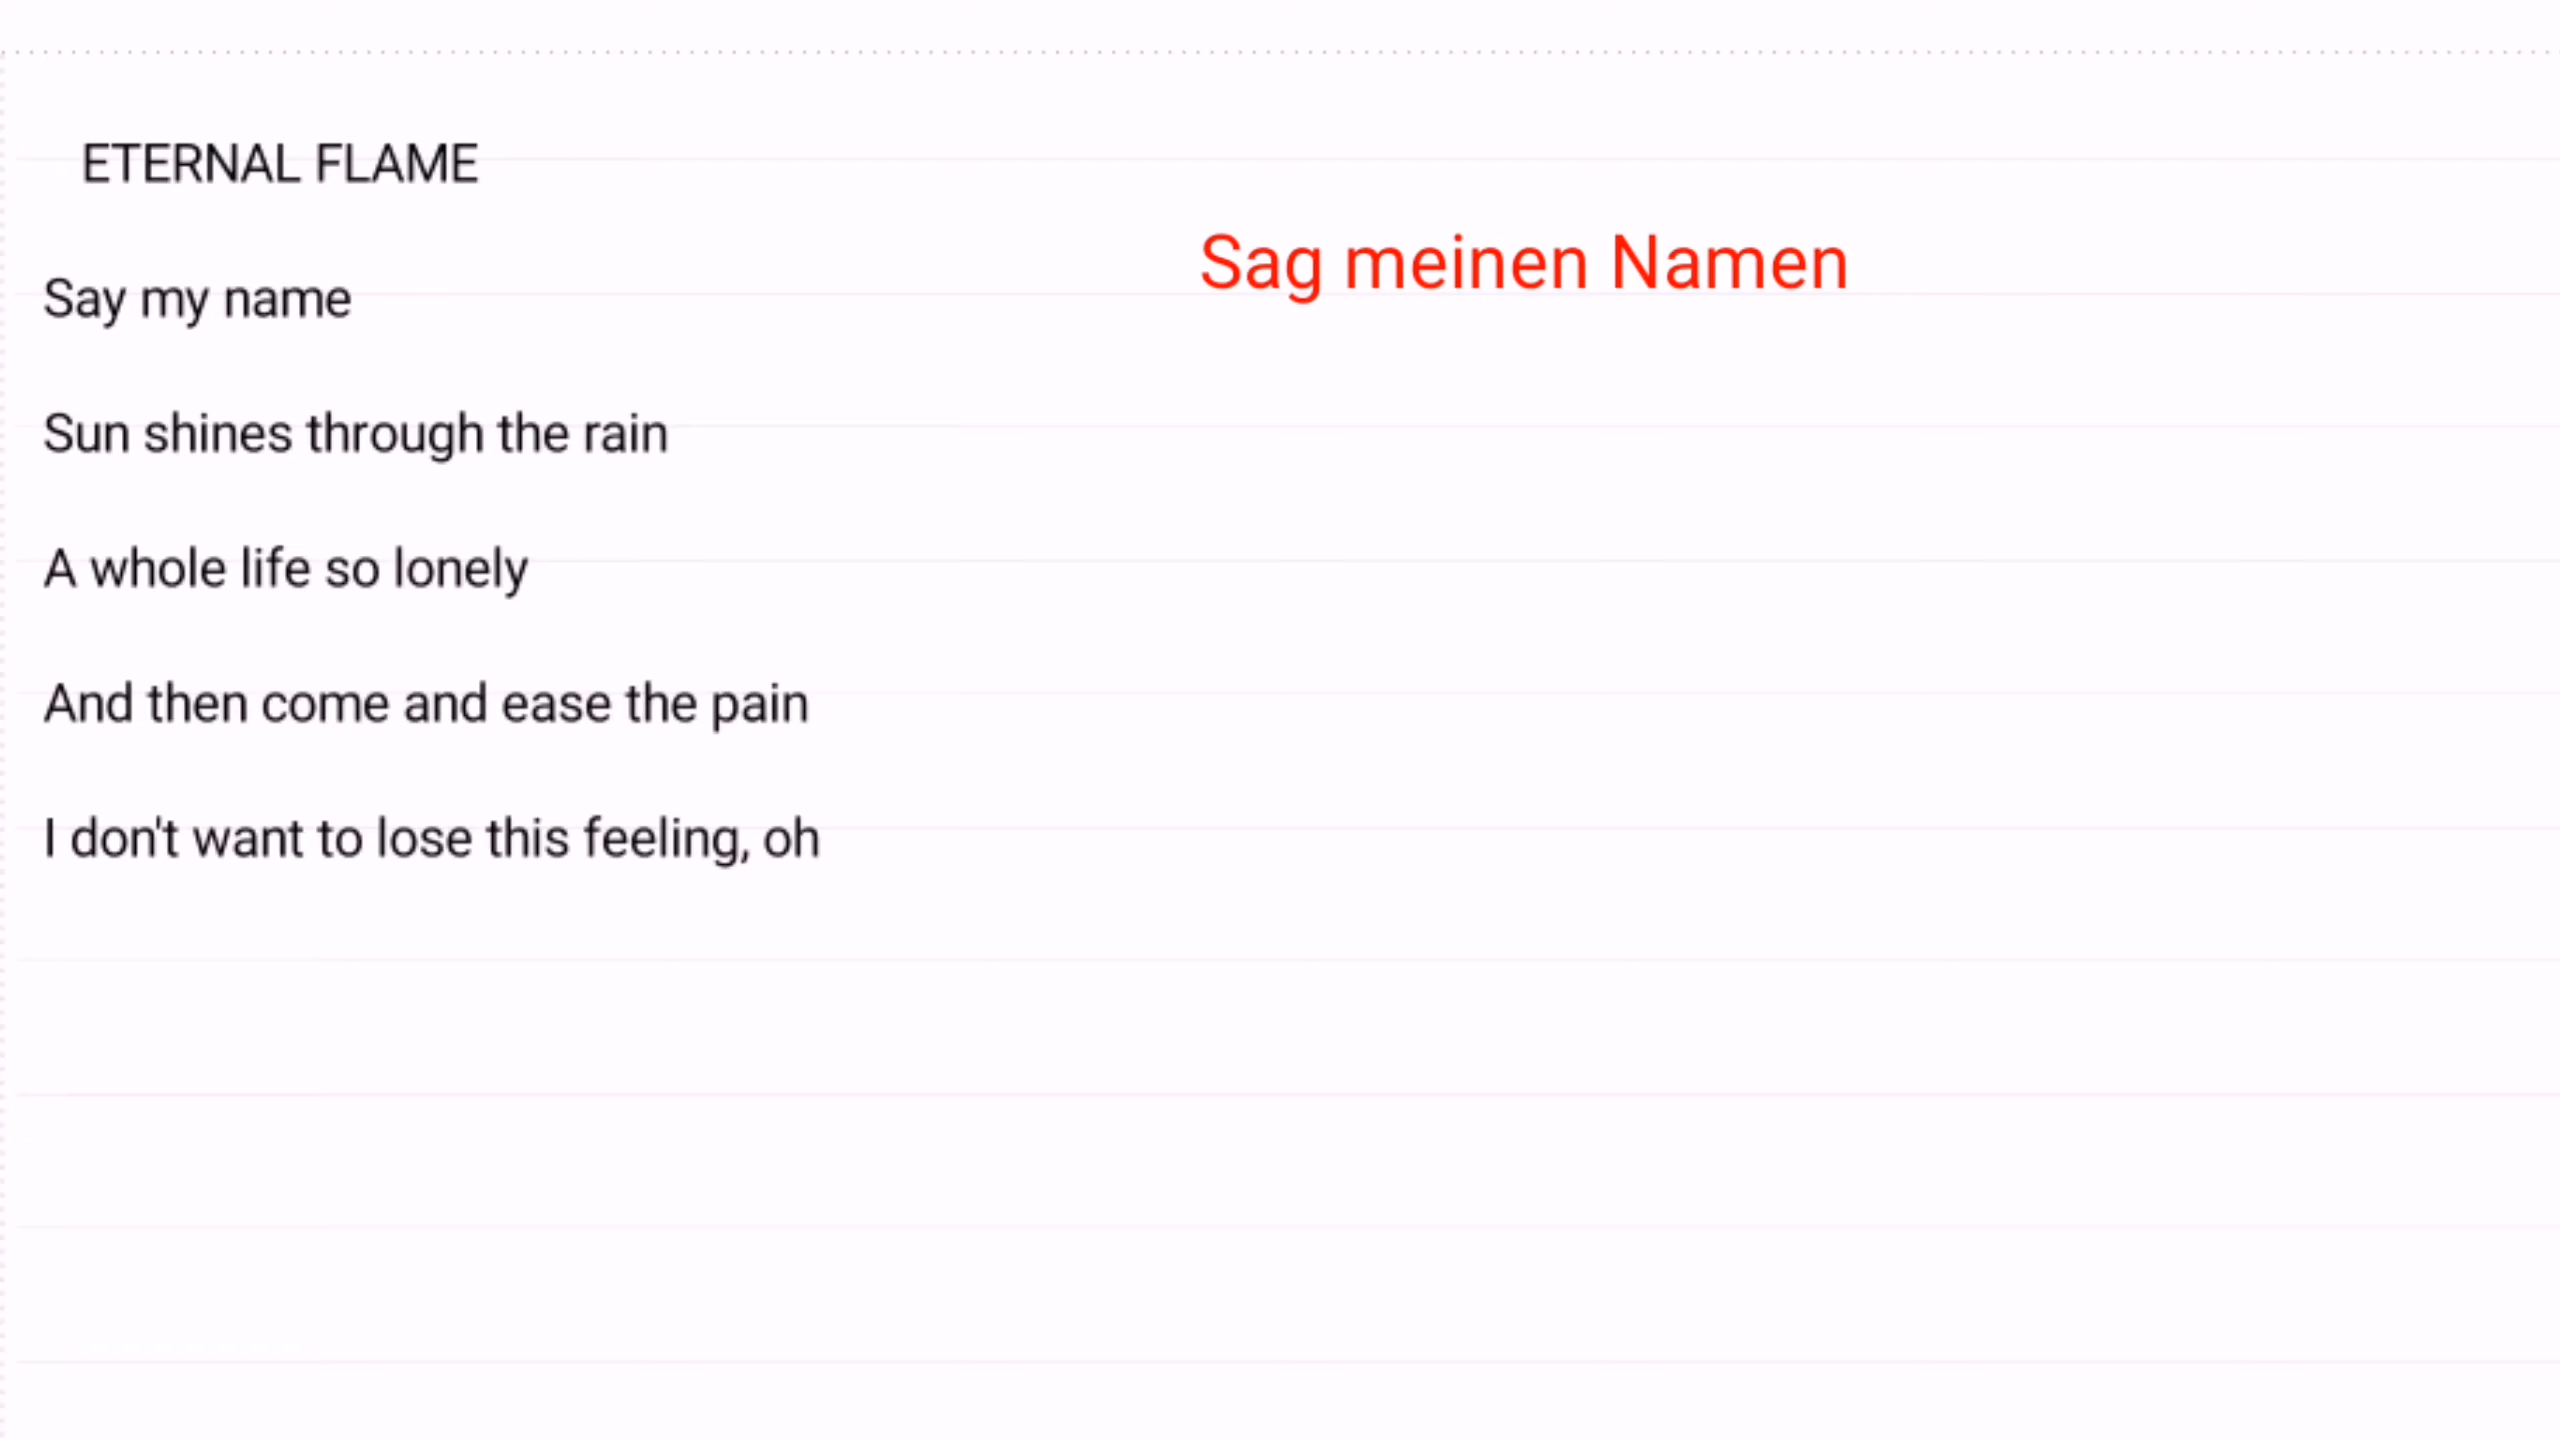 ETERNAL FLAME
Say my name
Sag meinen Namen
Sun shines through the rain
A whole life so lonely
And then come and ease the pain
I don't want to lose this feeling, oh